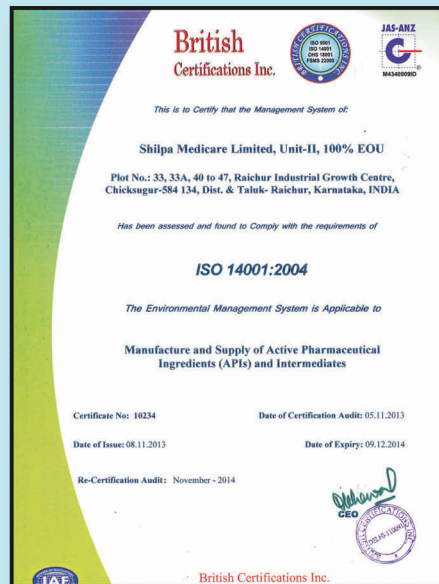 British
Certifications Inc.
BRITISH CERTIFICATIONS INC
ISO 9001
ISO 14001
OHS 18001
FSMS 22000
JAS-ANZ
C
M4340909ID
This is to Certify that the Management System of:
Shilpa Medicare Limited, Unit-II, 100% EOU
Plot No.: 33, 33A, 40 to 47, Raichur Industrial Growth Centre,
Chicksugur-584 134, Dist. & Taluk- Raichur, Karnataka, INDIA
Has been assessed and found to Comply with the requirements of
ISO 14001:2004
The Environmental Management System is Applicable to
Manufacture and Supply of Active Pharmaceutical
Ingredients (APIs) and Intermediates
Certificate No: 10234
Date of Certification Audit: 05.11.2013
Date of Issue: 08.11.2013
Date of Expiry: 09.12.2014
Re-Certification Audit: November - 2014
CEO
IAF
British Certifications Inc.